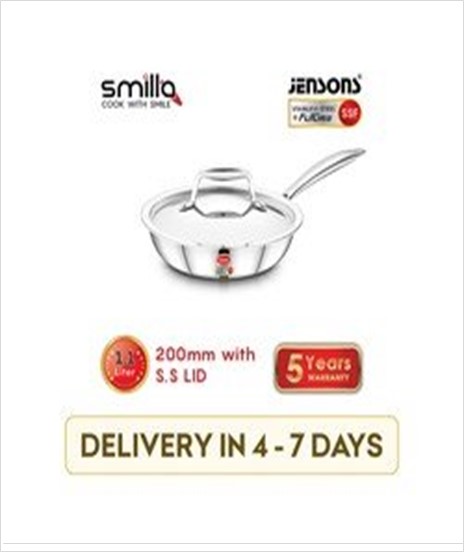 smilla
COOK WITH SMILE
JENSONS
SSF
1.1
Liter
200mm with
S.S LID
5 Years
WARRANTY
DELIVERY IN 4 - 7 DAYS